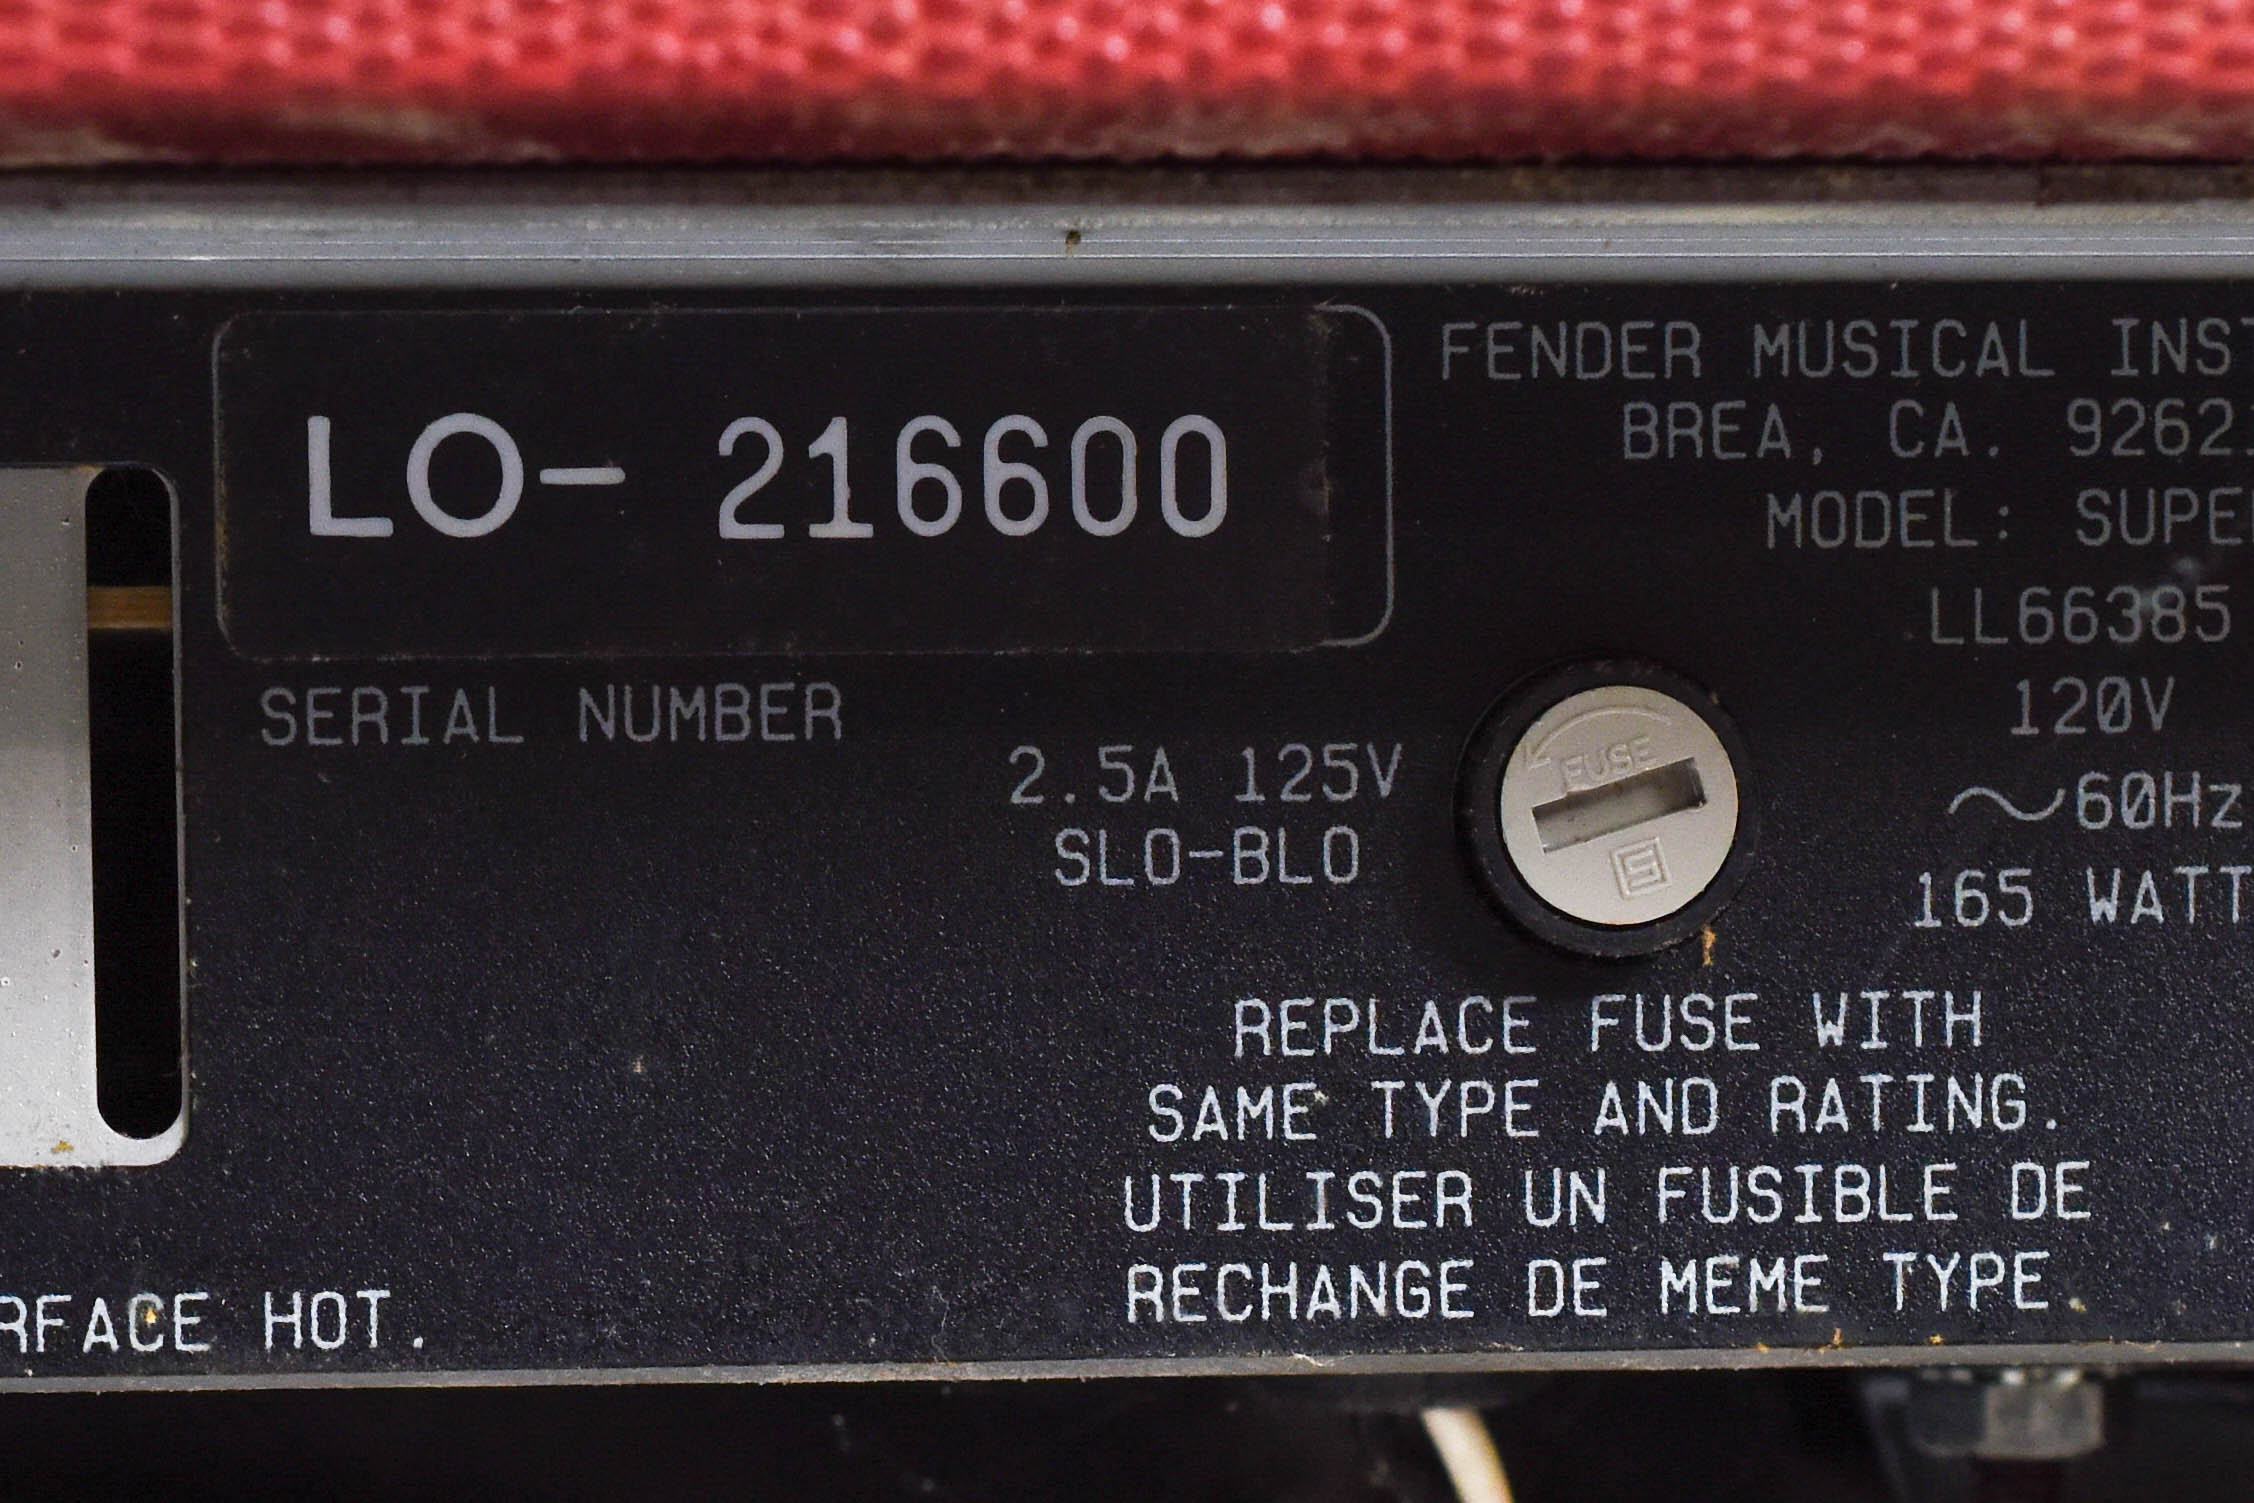 LO- 216600
SERIAL NUMBER
FENDER MUSICAL INS
BREA, CA. 9262
MODEL: SUPE
LL66385
120V
~60Hz
165 WATT
2.5A 125V
SLO-BLO
FUSE
REPLACE FUSE WITH
SAME TYPE AND RATING.
UTILISER UN FUSIBLE DE
RECHANGE DE MEME TYPE.
RFACE HOT.